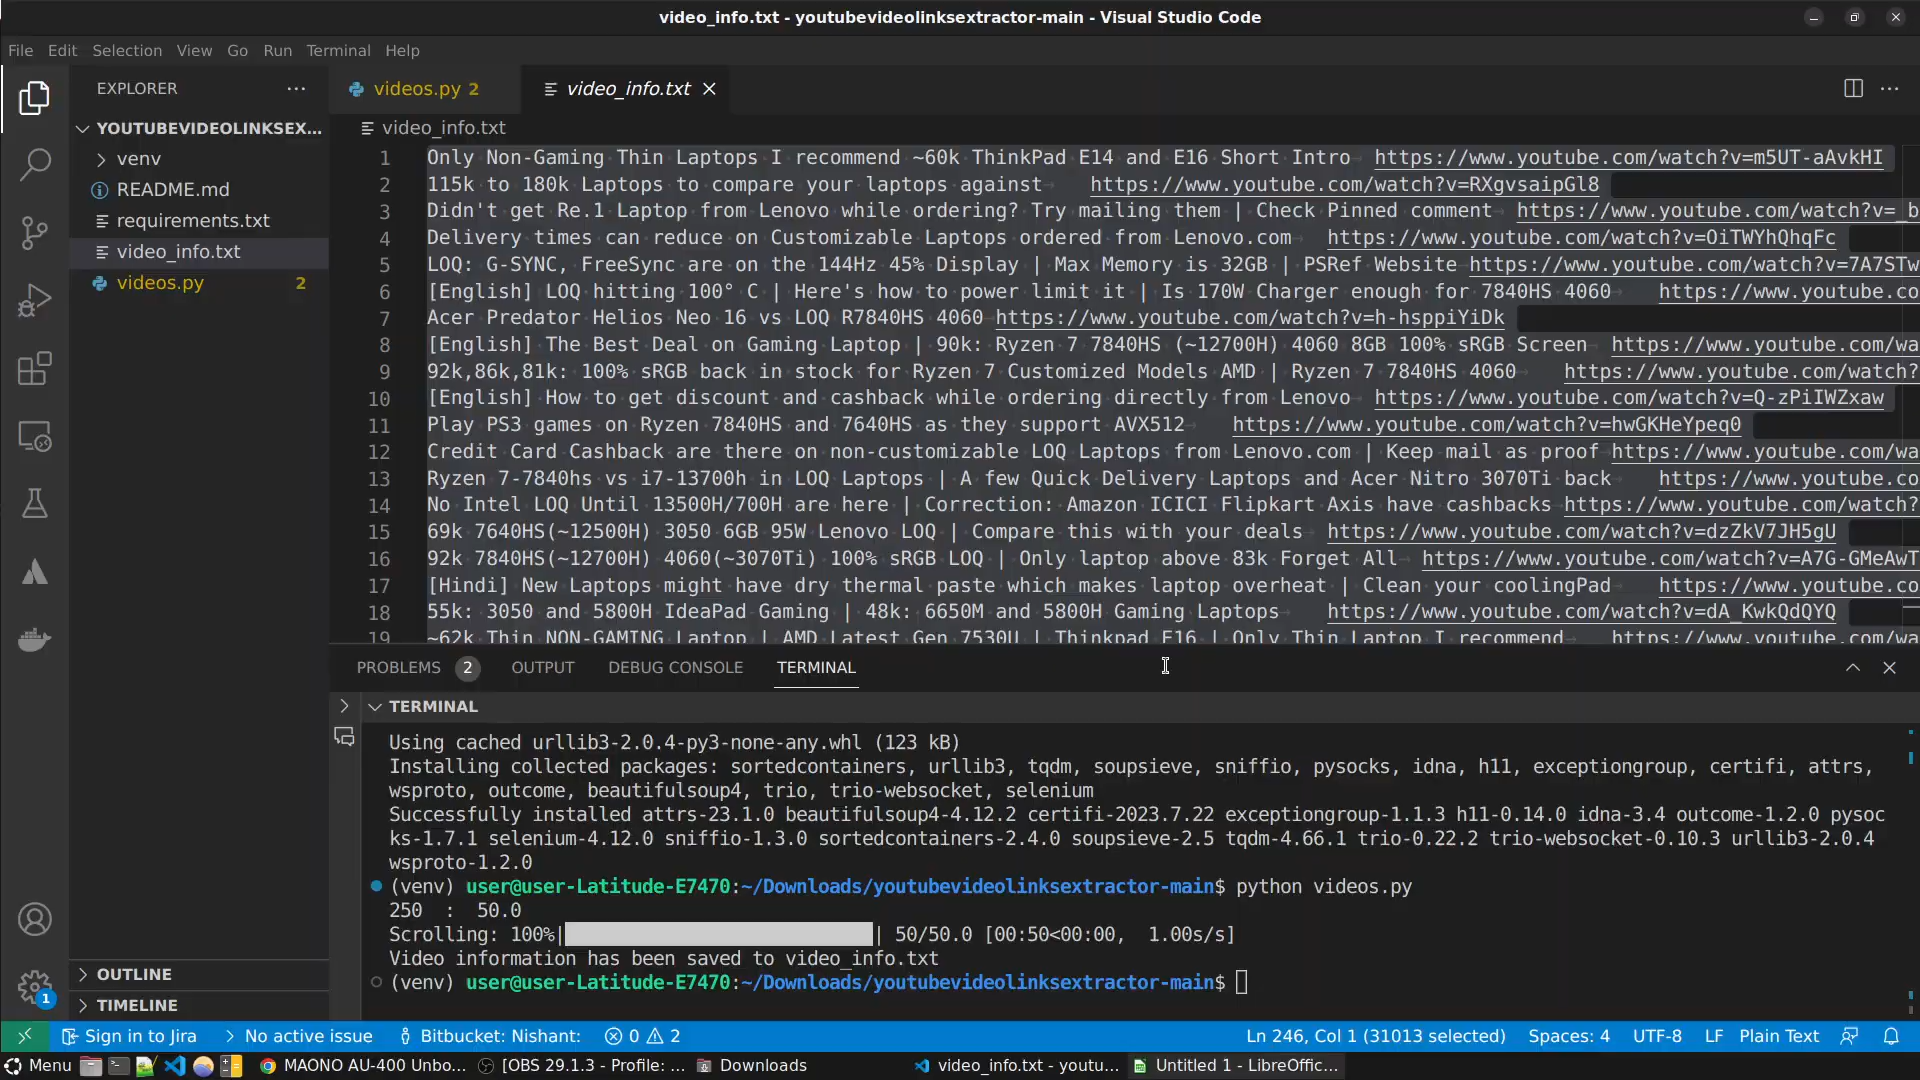 video_info.txt - youtubevideolinksextractor-main - Visual Studio Code
File Edit Selection View Go Run Terminal Help
EXPLORER
videos.py 2
video_info.txt
YOUTUBEVIDEOLINKSEX...
venv
README.md
requirements.txt
video_info.txt
videos.py 2
OUTLINE
TIMELINE
video_info.txt
1 Only Non-Gaming Thin Laptops I recommend ~60k ThinkPad E14 and E16 Short Intro https://www.youtube.com/watch?v=m5UT-aAvkHI
2 115k to 180k Laptops to compare your laptops against https://www.youtube.com/watch?v=RXgvsaipGl8
3 Didn't get Re.1 Laptop from Lenovo while ordering? Try mailing them | Check Pinned comment https://www.youtube.com/watch?v=_b
4 Delivery times can reduce on Customizable Laptops ordered from Lenovo.com https://www.youtube.com/watch?v=OiTWYhQhqFc
5 LOQ: G-SYNC, FreeSync are on the 144Hz 45% Display | Max Memory is 32GB | PSRef Website https://www.youtube.com/watch?v=7A7STw
6 [English] LOQ hitting 100° C | Here's how to power limit it | Is 170W Charger enough for 7840HS 4060 https://www.youtube.co
7 Acer Predator Helios Neo 16 vs LOQ R7840HS 4060 https://www.youtube.com/watch?v=h-hsppiYiDk
8 [English] The Best Deal on Gaming Laptop | 90k: Ryzen 7 7840HS (~12700H) 4060 8GB 100% sRGB Screen https://www.youtube.com/wa
9 92k,86k,81k: 100% sRGB back in stock for Ryzen 7 Customized Models AMD | Ryzen 7 7840HS 4060 https://www.youtube.com/watch?
10 [English] How to get discount and cashback while ordering directly from Lenovo https://www.youtube.com/watch?v=Q-zPiIWZxaw
11 Play PS3 games on Ryzen 7840HS and 7640HS as they support AVX512 https://www.youtube.com/watch?v=hwGKHeYpeq0
12 Credit Card Cashback are there on non-customizable LOQ Laptops from Lenovo.com | Keep mail as proof https://www.youtube.com/wa
13 Ryzen 7-7840hs vs i7-13700h in LOQ Laptops | A few Quick Delivery Laptops and Acer Nitro 3070Ti back https://www.youtube.co
14 No Intel LOQ Until 13500H/700H are here | Correction: Amazon ICICI Flipkart Axis have cashbacks https://www.youtube.com/watch?
15 69k 7640HS(~12500H) 3050 6GB 95W Lenovo LOQ | Compare this with your deals https://www.youtube.com/watch?v=dzZkV7JH5gU
16 92k 7840HS(~12700H) 4060(~3070Ti) 100% sRGB LOQ | Only laptop above 83k Forget All https://www.youtube.com/watch?v=A7G-GMeAwT
17 [Hindi] New Laptops might have dry thermal paste which makes laptop overheat | Clean your coolingPad https://www.youtube.co
18 55k: 3050 and 5800H IdeaPad Gaming | 48k: 6650M and 5800H Gaming Laptops https://www.youtube.com/watch?v=dA_KwkQdQYQ
19 ~62k Thin NON-GAMING Laptop | AMD Latest Gen 7530U | Thinkpad E16 | Only Thin Laptop I recommend https://www.youtube.com/wa
PROBLEMS 2 OUTPUT DEBUG CONSOLE TERMINAL
TERMINAL
Using cached urllib3-2.0.4-py3-none-any.whl (123 kB)
Installing collected packages: sortedcontainers, urllib3, tqdm, soupsieve, sniffio, pysocks, idna, h11, exceptiongroup, certifi, attrs,
wsproto, outcome, beautifulsoup4, trio, trio-websocket, selenium
Successfully installed attrs-23.1.0 beautifulsoup4-4.12.2 certifi-2023.7.22 exceptiongroup-1.1.3 h11-0.14.0 idna-3.4 outcome-1.2.0 pysoc
ks-1.7.1 selenium-4.12.0 sniffio-1.3.0 sortedcontainers-2.4.0 soupsieve-2.5 tqdm-4.66.1 trio-0.22.2 trio-websocket-0.10.3 urllib3-2.0.4
wsproto-1.2.0
(venv) user@user-Latitude-E7470:~/Downloads/youtubevideolinksextractor-main$ python videos.py
250 : 50.0
Scrolling: 100%| | 50/50.0 [00:50<00:00, 1.00s/s]
Video information has been saved to video_info.txt
(venv) user@user-Latitude-E7470:~/Downloads/youtubevideolinksextractor-main$
1
Sign in to Jira No active issue Bitbucket: Nishant: 0 2 Ln 246, Col 1 (31013 selected) Spaces: 4 UTF-8 LF Plain Text
Menu MAONO AU-400 Unbo... [OBS 29.1.3 - Profile: ... Downloads video_info.txt - youtu... Untitled 1 - LibreOffic...